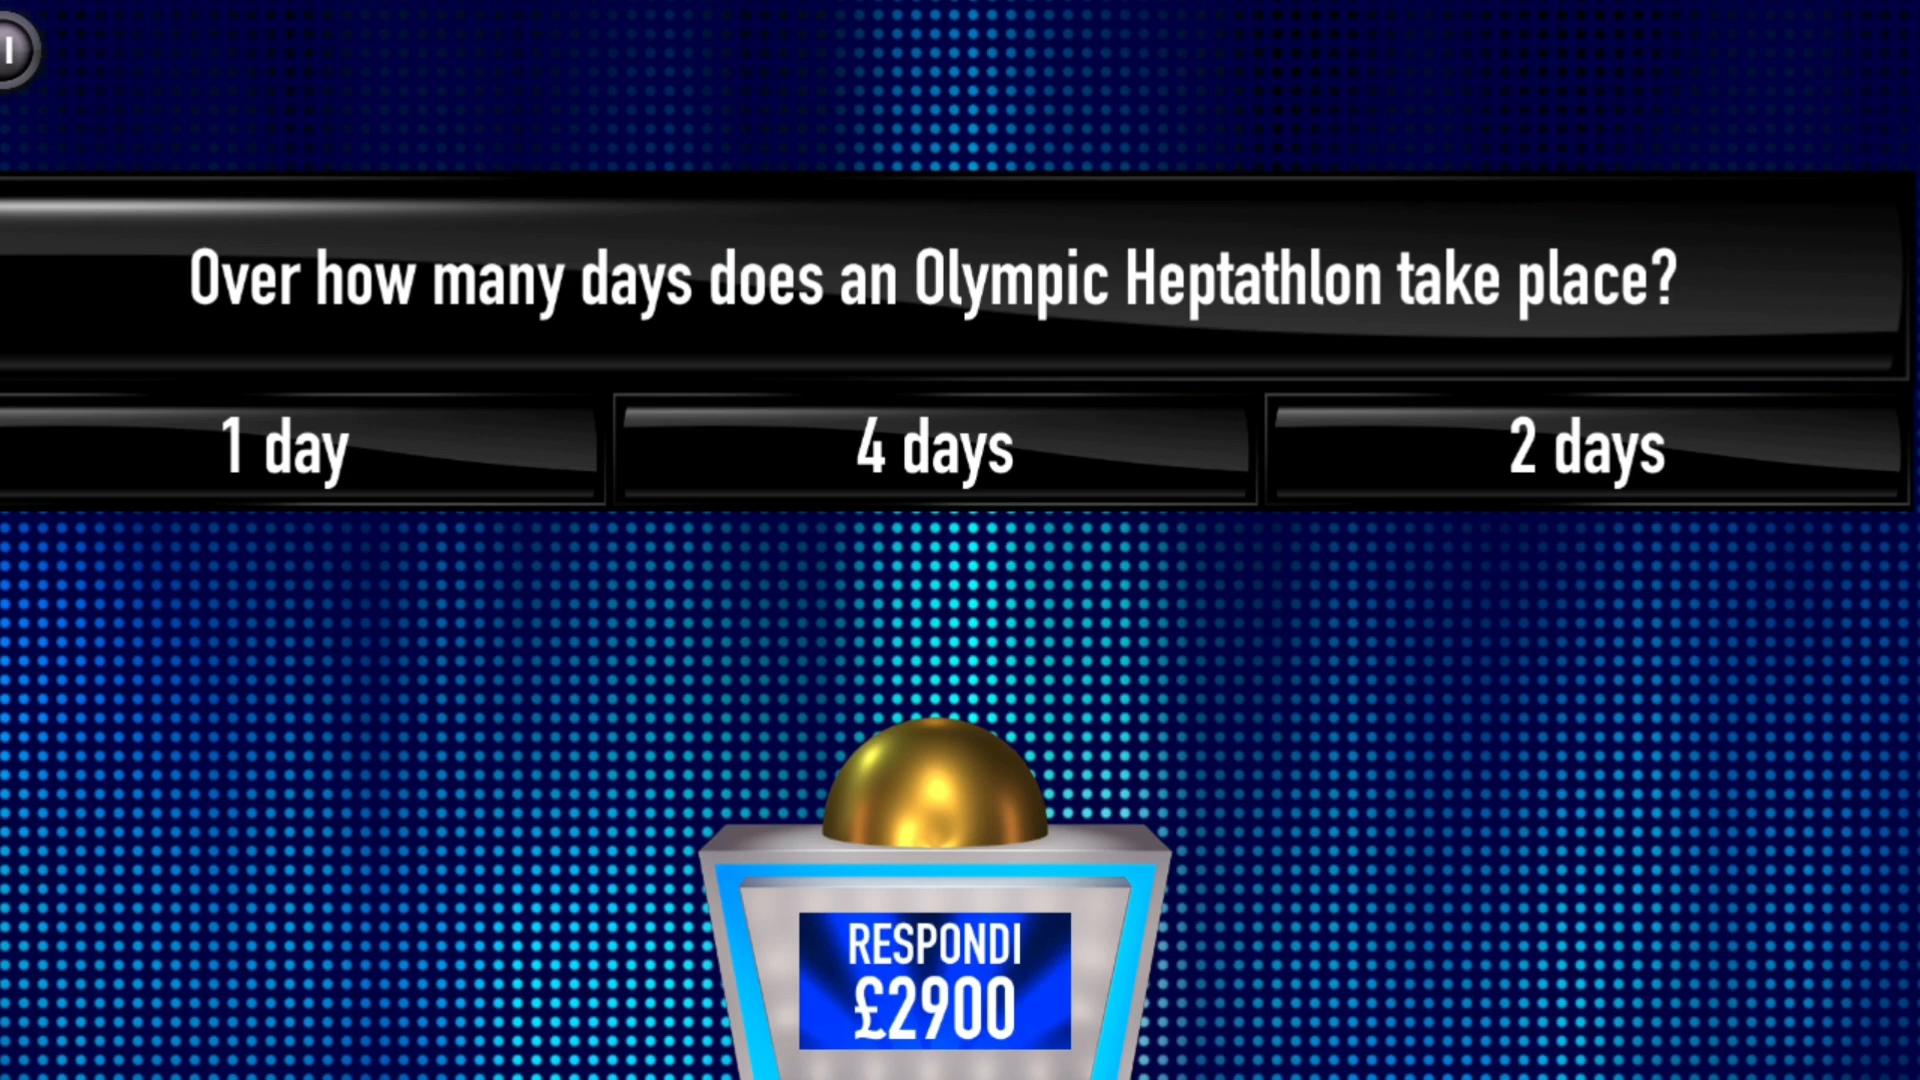 Over how many days does an Olympic Heptathlon take place?
1 day
4 days
2 days
RESPONDI
£2900